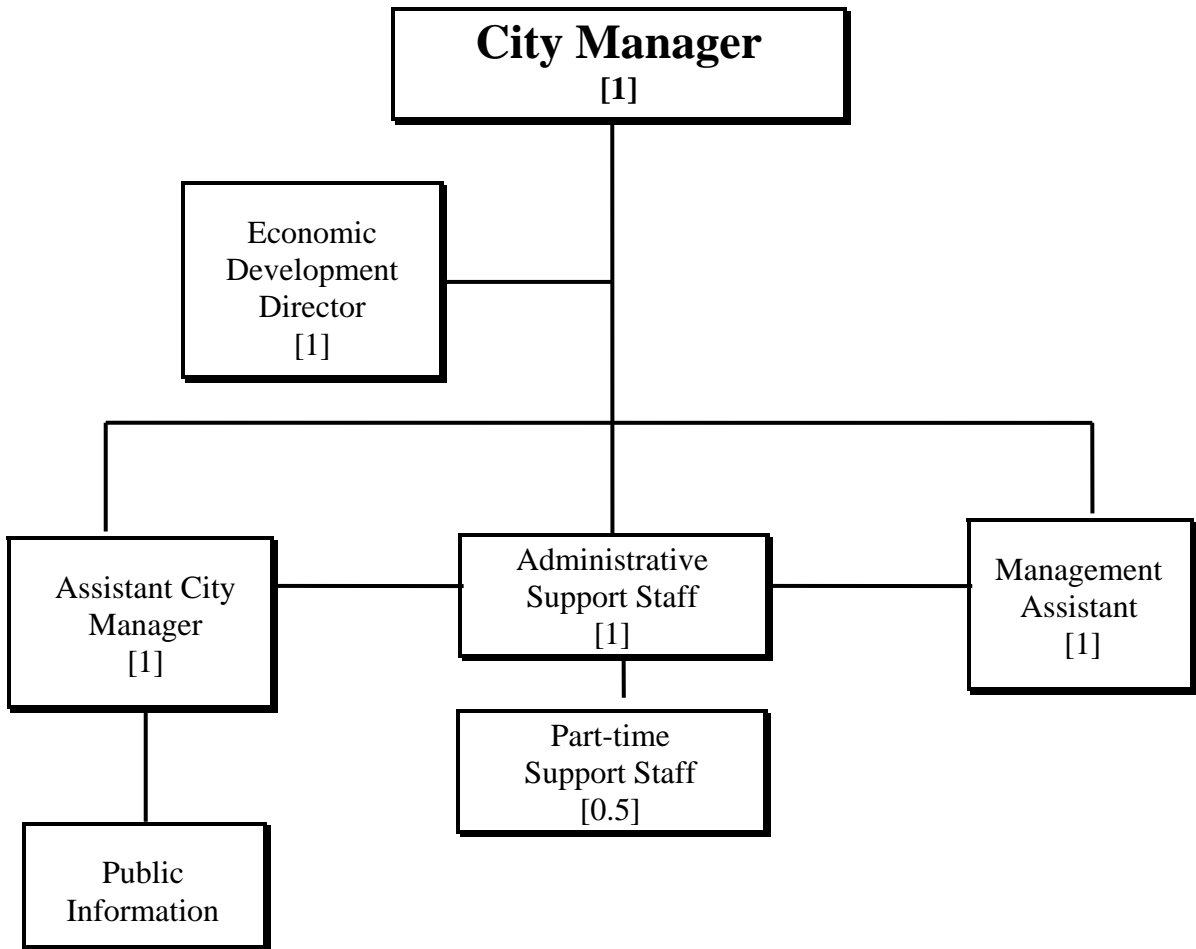 City Manager
[1]
Economic
Development
Director
[1]
Assistant City
Manager
[1]
Administrative
Support Staff
[1]
Management
Assistant
[1]
Part-time
Support Staff
[0.5]
Public
Information